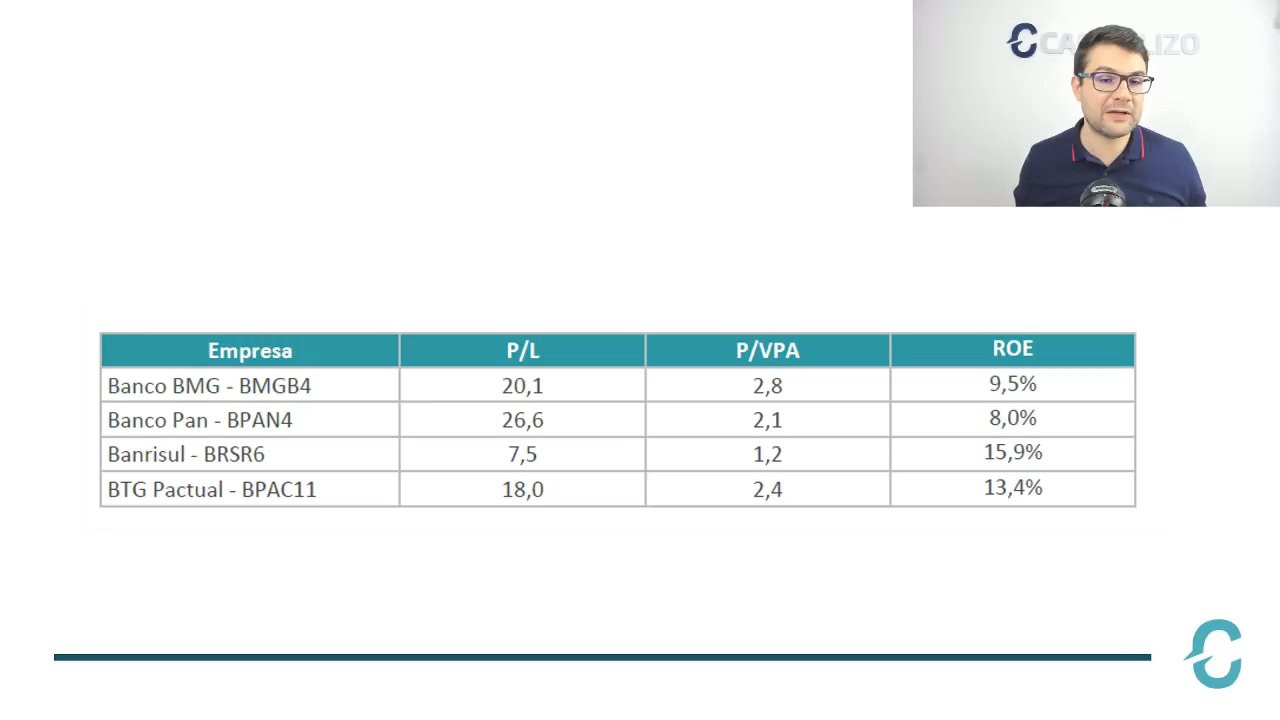 Empresa P/L P/VPA ROE
Banco BMG - BMGB4 20,1 2,8 9,5%
Banco Pan - BPAN4 26,6 2,1 8,0%
Banrisul - BRSR6 7,5 1,2 15,9%
BTG Pactual - BPAC11 18,0 2,4 13,4%